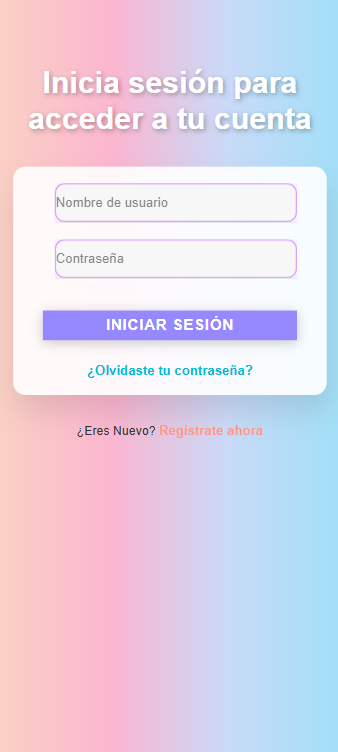 Inicia sesión para
acceder a tu cuenta
Nombre de usuario
Contraseña
INICIAR SESIÓN
¿Olvidaste tu contraseña?
¿Eres Nuevo? Registrate ahora